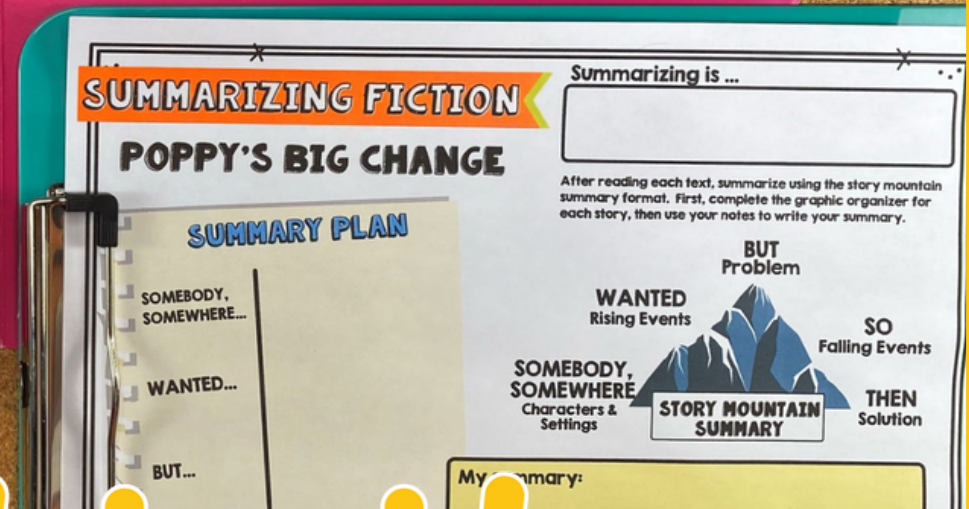 SUMMARIZING FICTION
POPPY'S BIG CHANGE
SUMMARY PLAN
SOMEBODY,
SOMEWHERE...
WANTED...
BUT...
Summarizing is ...
After reading each text, summarize using the story mountain
summary format. First, complete the graphic organizer for
each story, then use your notes to write your summary.
BUT
Problem
WANTED
Rising Events
SO
Falling Events
SOMEBODY,
SOMEWHERE
Characters &
Settings
THEN
Solution
STORY MOUNTAIN
SUMMARY
My